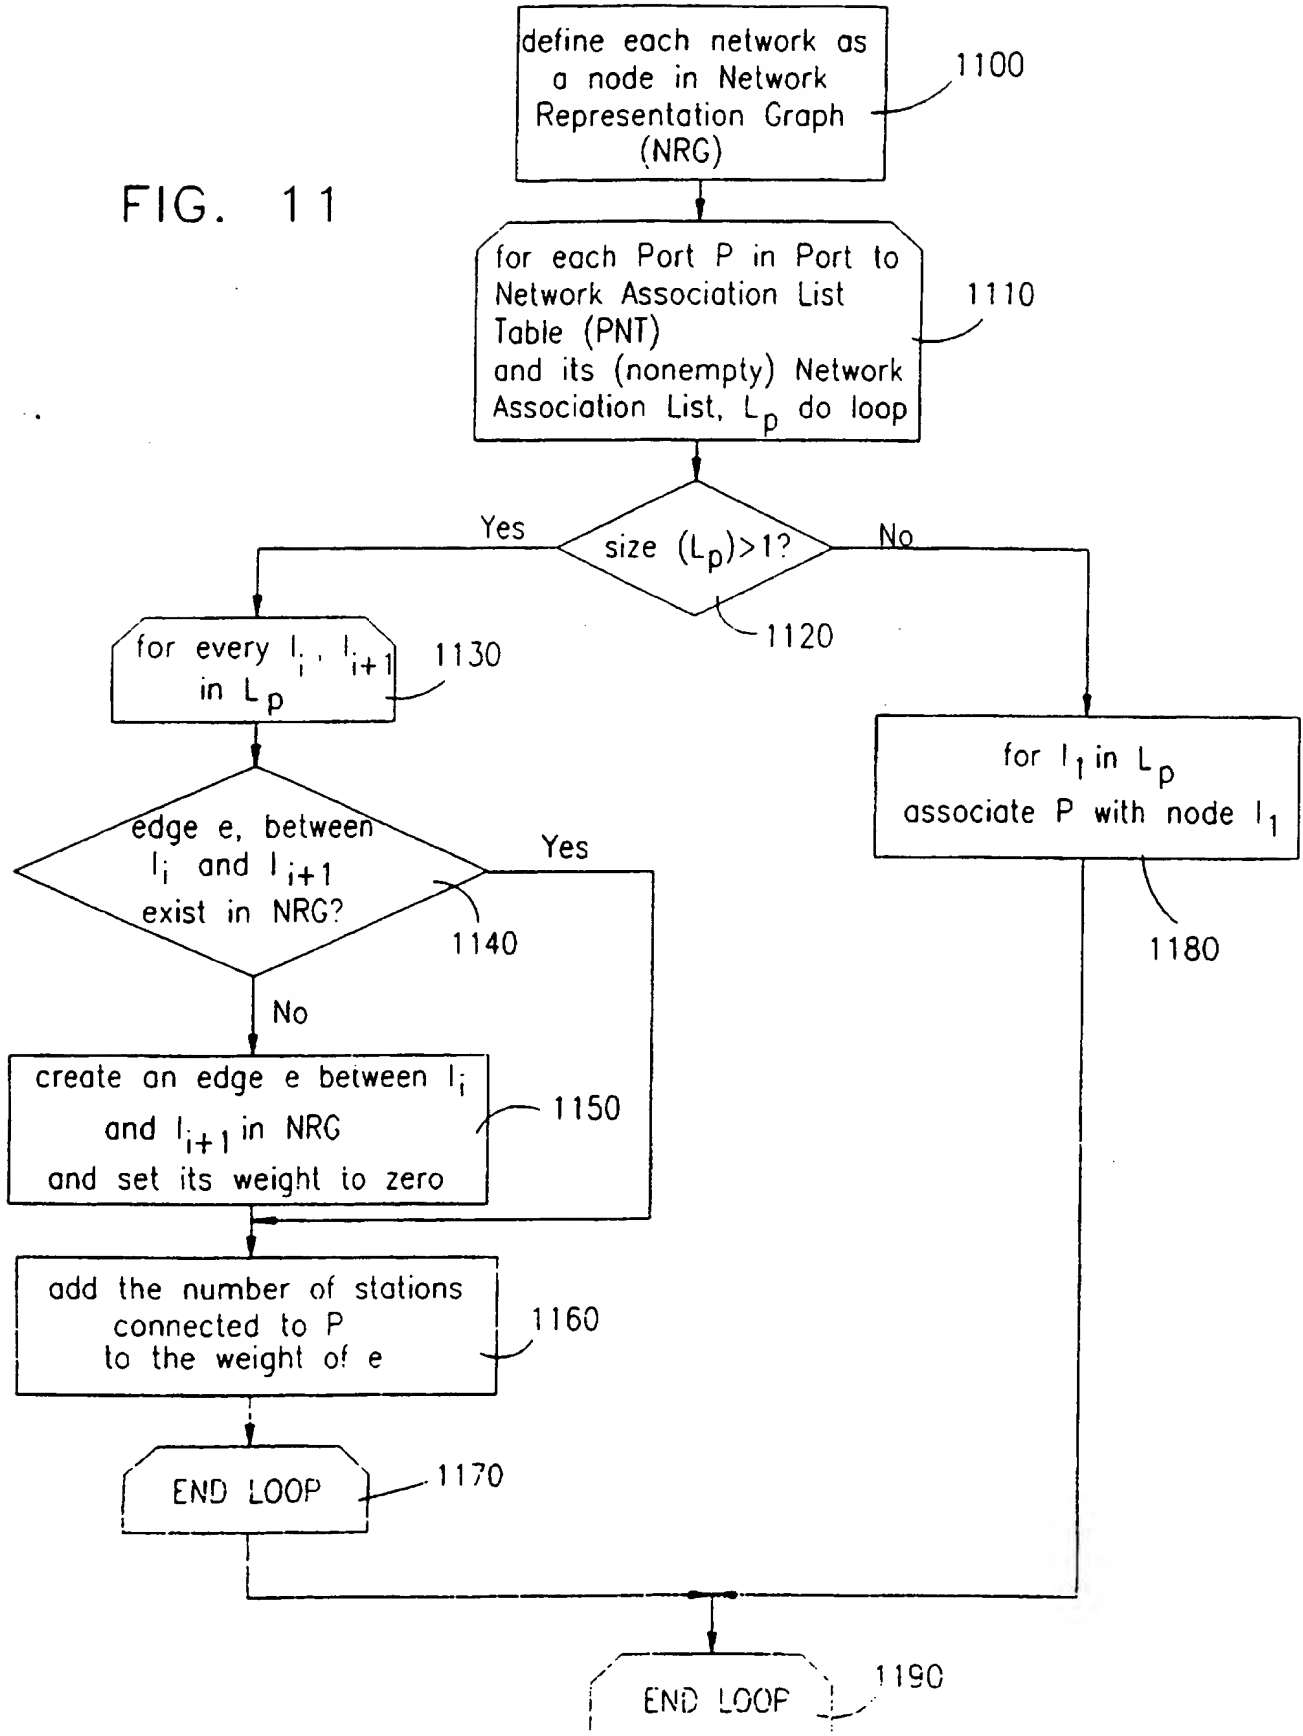 define each network as
a node in Network
Representation Graph
(NRG)
1100
FIG. 11
for each Port P in Port to
Network Association List
Table (PNT)
and its (nonempty) Network
Association List, Lp do loop
1110
Yes
size (Lp)>1?
No
1120
for every li, li+1
in Lp
1130
for l1 in Lp
associate P with node l1
1180
edge e, between
li and li+1
exist in NRG?
Yes
1140
No
create an edge e between li
and li+1 in NRG
and set its weight to zero
1150
add the number of stations
connected to P
to the weight of e
1160
END LOOP
1170
END LOOP
1190